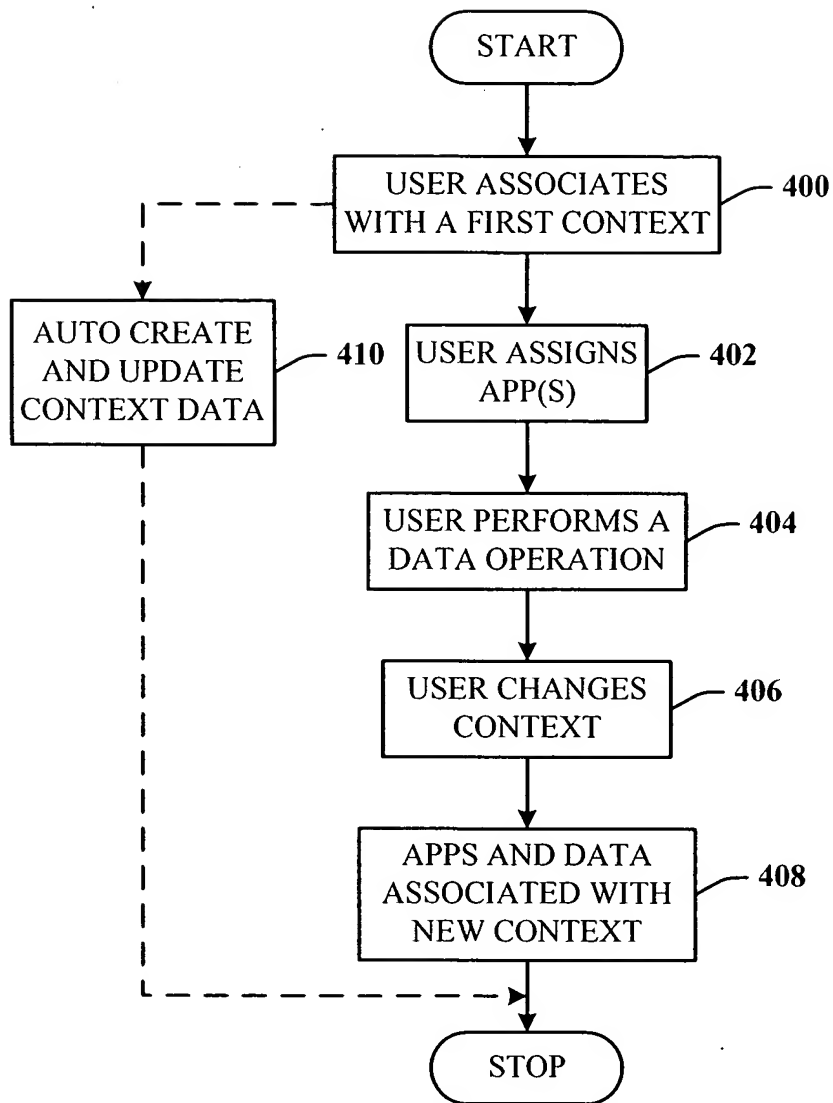 START
USER ASSOCIATES
WITH A FIRST CONTEXT
400
AUTO CREATE
AND UPDATE
CONTEXT DATA
410
USER ASSIGNS
APP(S)
402
USER PERFORMS A
DATA OPERATION
404
USER CHANGES
CONTEXT
406
APPS AND DATA
ASSOCIATED WITH
NEW CONTEXT
408
STOP